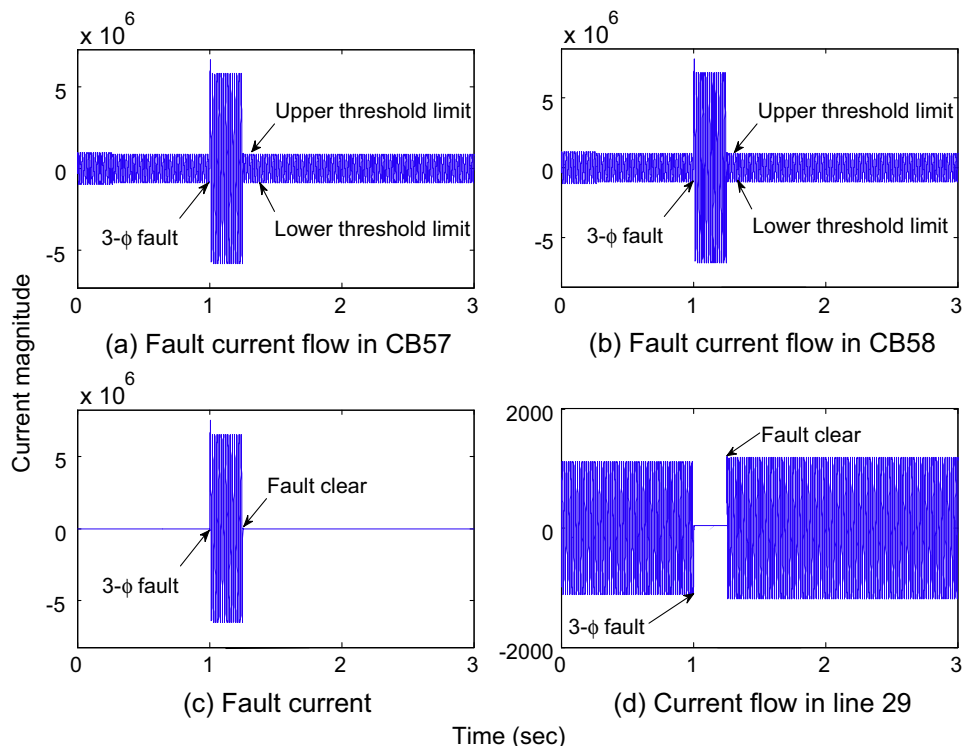 x 10^6
5
0
-5
Upper threshold limit
Lower threshold limit
3-ϕ fault
0
1
2
3
(a) Fault current flow in CB57
x 10^6
5
0
-5
Upper threshold limit
Lower threshold limit
3-ϕ fault
0
1
2
3
(b) Fault current flow in CB58
Current magnitude
x 10^6
5
0
-5
Fault clear
3-ϕ fault
0
1
2
3
(c) Fault current
2000
0
-2000
Fault clear
3-ϕ fault
0
1
2
3
(d) Current flow in line 29
Time (sec)